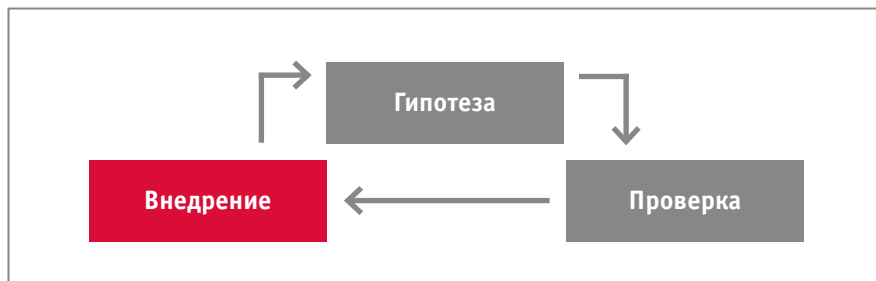 Гипотеза
Внедрение
Проверка